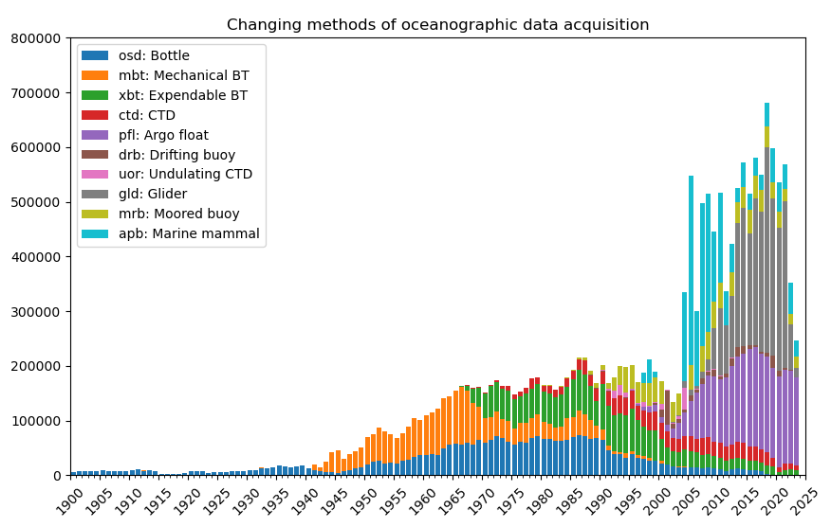 Changing methods of oceanographic data acquisition
800000
700000
600000
500000
400000
300000
200000
100000
0
osd: Bottle
mbt: Mechanical BT
xbt: Expendable BT
ctd: CTD
pfl: Argo float
drb: Drifting buoy
uor: Undulating CTD
gld: Glider
mrb: Moored buoy
apb: Marine mammal
1900 1905 1910 1915 1920 1925 1930 1935 1940 1945 1950 1955 1960 1965 1970 1975 1980 1985 1990 1995 2000 2005 2010 2015 2020 2025